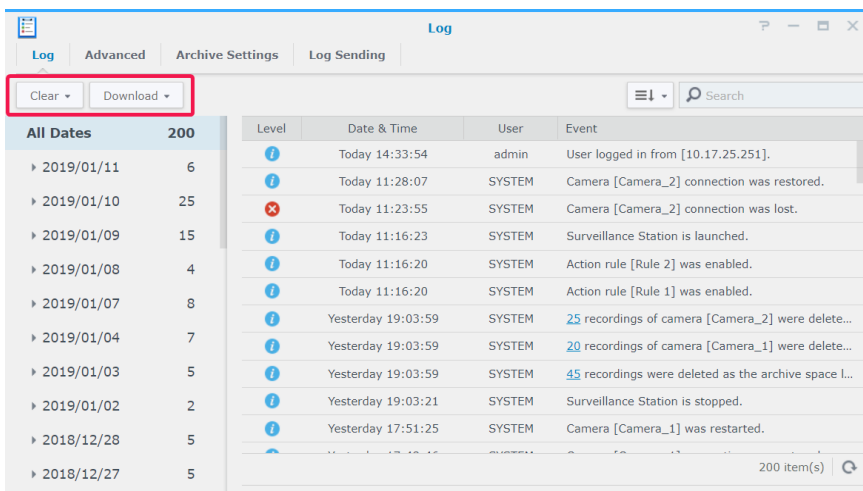 Log
Log Advanced Archive Settings Log Sending
Clear Download
Search
All Dates 200
2019/01/11 6
2019/01/10 25
2019/01/09 15
2019/01/08 4
2019/01/07 8
2019/01/04 7
2019/01/03 5
2019/01/02 2
2018/12/28 5
2018/12/27 5
Level Date & Time User Event
Today 14:33:54 admin User logged in from [10.17.25.251].
Today 11:28:07 SYSTEM Camera [Camera_2] connection was restored.
Today 11:23:55 SYSTEM Camera [Camera_2] connection was lost.
Today 11:16:23 SYSTEM Surveillance Station is launched.
Today 11:16:20 SYSTEM Action rule [Rule 2] was enabled.
Today 11:16:20 SYSTEM Action rule [Rule 1] was enabled.
Yesterday 19:03:59 SYSTEM 25 recordings of camera [Camera_2] were delete...
Yesterday 19:03:59 SYSTEM 20 recordings of camera [Camera_1] were delete...
Yesterday 19:03:59 SYSTEM 45 recordings were deleted as the archive space l...
Yesterday 19:03:21 SYSTEM Surveillance Station is stopped.
Yesterday 17:51:25 SYSTEM Camera [Camera_1] was restarted.
200 item(s)